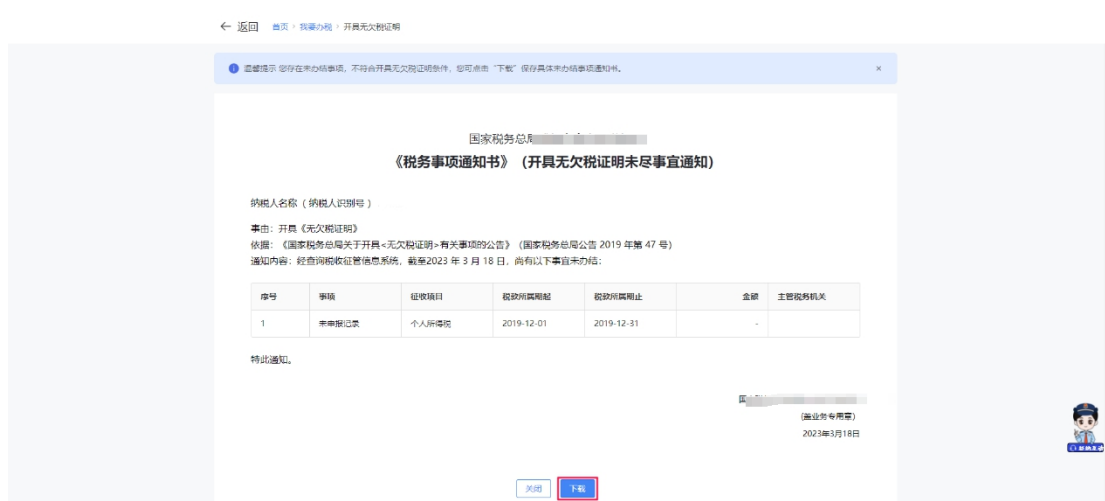 ← 返回 首页 › 我要办税 › 开具无欠税证明
温馨提示 您存在未办结事项，不符合开具无欠税证明条件，您可点击“下载”保存具体未办结事项通知书。 ×
国家税务总局
《税务事项通知书》（开具无欠税证明未尽事宜通知）
纳税人名称（纳税人识别号）
事由：开具《无欠税证明》
依据：《国家税务总局关于开具<无欠税证明>有关事项的公告》（国家税务总局公告 2019 年第 47 号）
通知内容：经查询税收征管信息系统，截至2023 年 3 月 18 日，尚有以下事宜未办结：
序号 事项 征收项目 税款所属期起 税款所属期止 金额 主管税务机关
1 未申报记录 个人所得税 2019-12-01 2019-12-31 -
特此通知。
(盖业务专用章)
2023年3月18日
关闭 下载